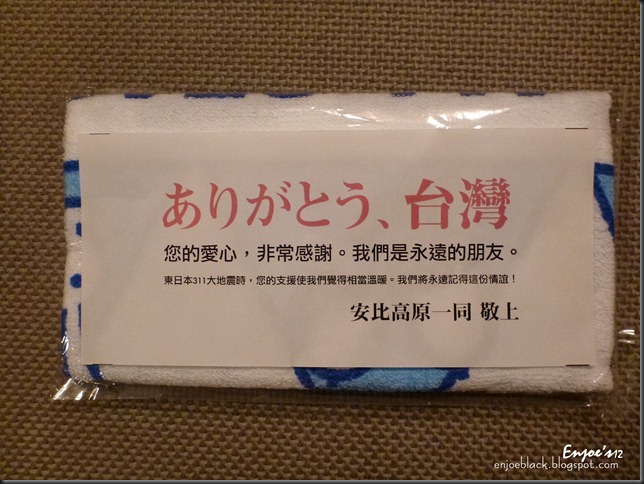 ありがとう、台灣
您的愛心，非常感謝。我們是永遠的朋友。
東日本311大地震時，您的支援使我們覺得相當溫暖。我們將永遠記得這份情誼！
安比高原一同 敬上
Enjoe's12
enjoeblack.blogspot.com